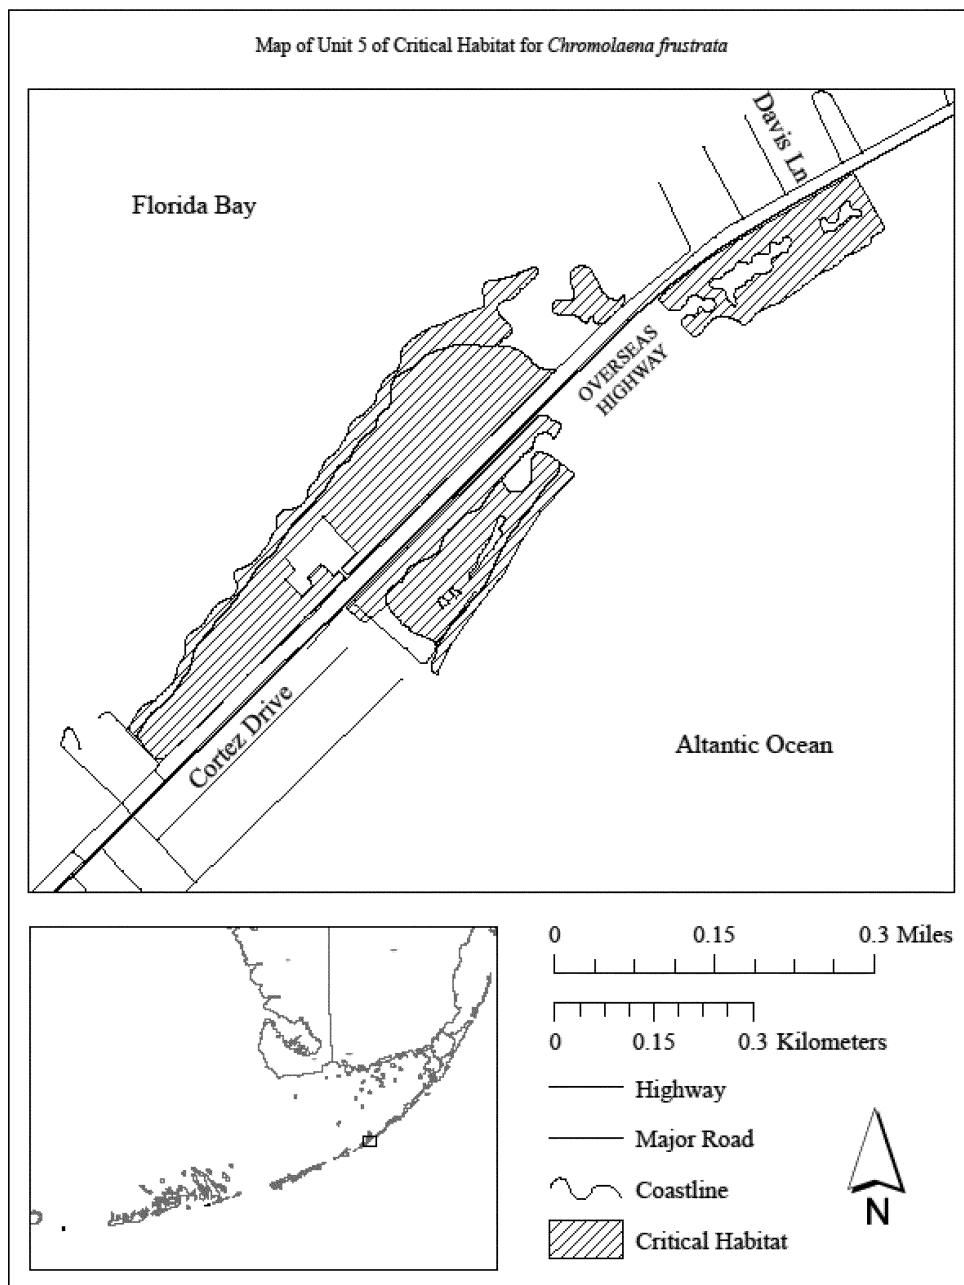 Map of Unit 5 of Critical Habitat for Chromolaena frustrata
Davis Ln
Florida Bay
OVERSEAS
HIGHWAY
Cortez Drive
Altantic Ocean
0 0.15 0.3 Miles
0 0.15 0.3 Kilometers
Highway
Major Road
Coastline
Critical Habitat
N